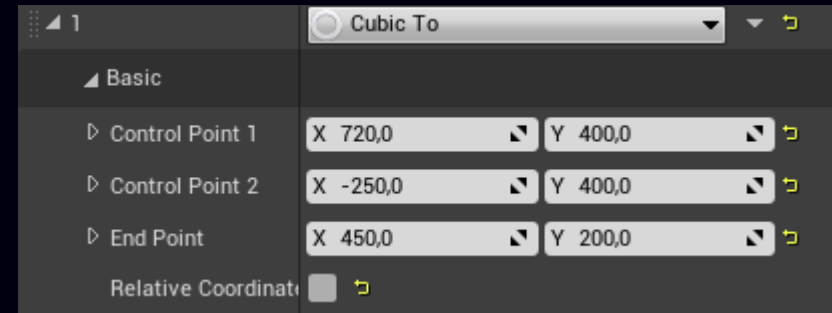 1 Cubic To
Basic
Control Point 1 X 720,0 Y 400,0
Control Point 2 X -250,0 Y 400,0
End Point X 450,0 Y 200,0
Relative Coordinat